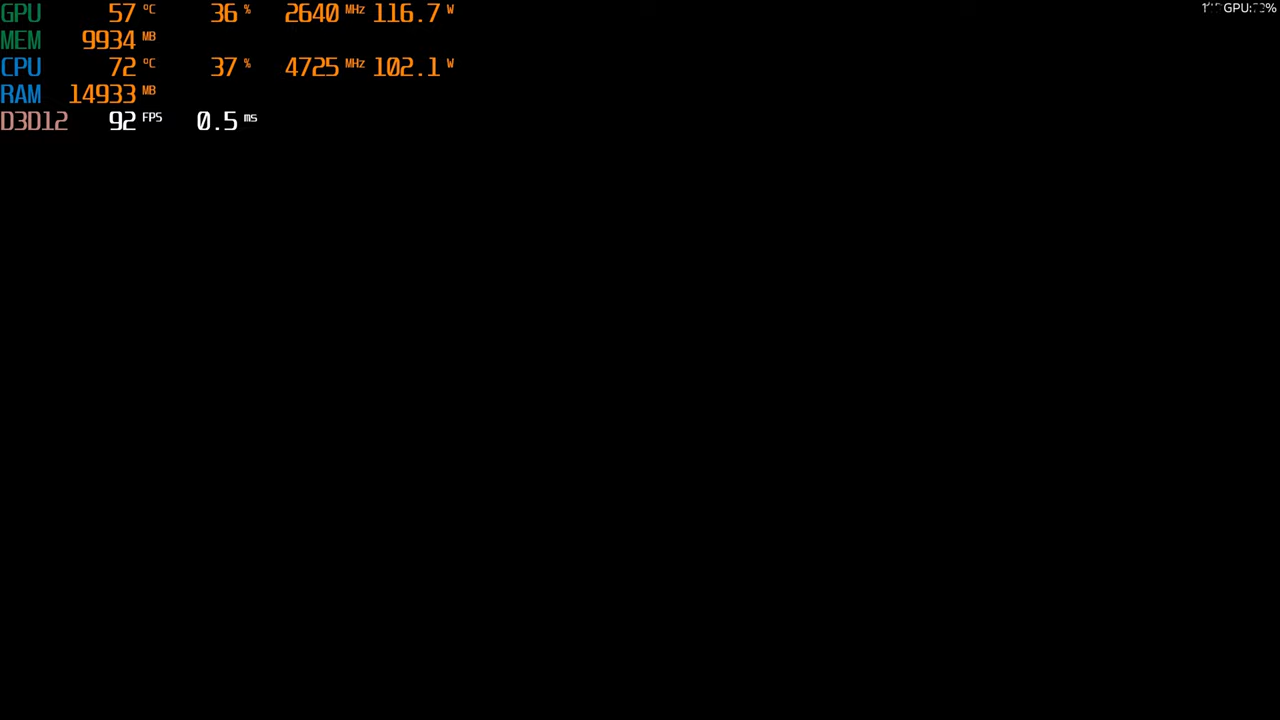 GPU 57 °C 36 % 2640 MHz 116.7 W
MEM 9934 MB
CPU 72 °C 37 % 4725 MHz 102.1 W
RAM 14933 MB
D3D12 92 FPS 0.5 ms
GPU: